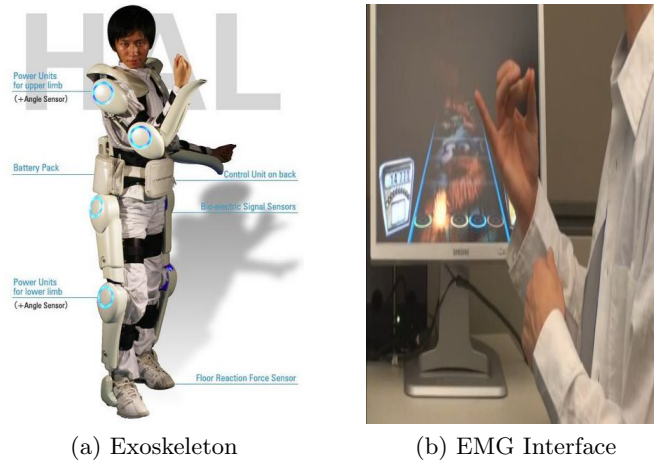 HAL
Power Units
for upper limb
(+Angle Sensor)
Battery Pack
Control Unit on back
Bio-electric Signal Sensors
Power Units
for lower limb
(+Angle Sensor)
Floor Reaction Force Sensor
SAMSUNG
(a) Exoskeleton
(b) EMG Interface